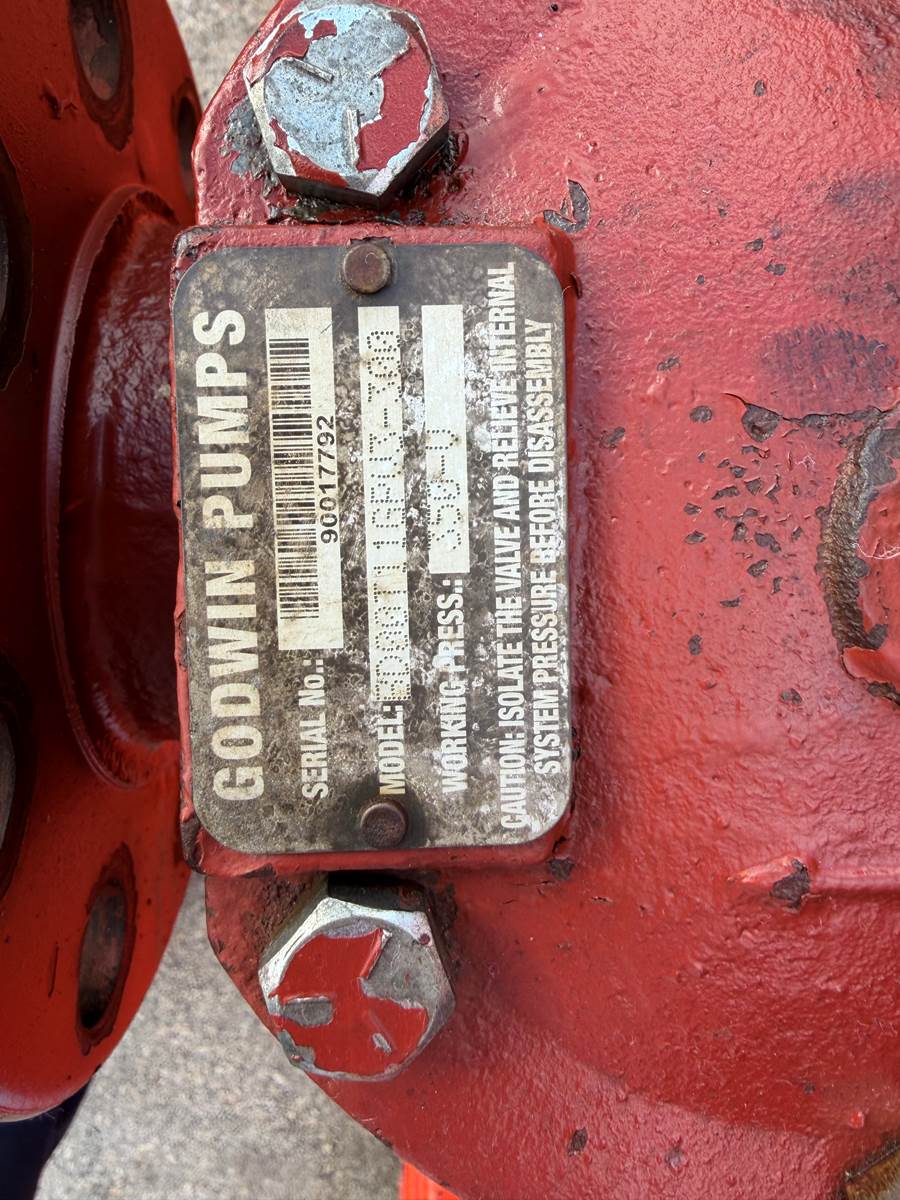 GODWIN PUMPS
SERIAL No.:
90017792
MODEL:
WORKING PRESS.:
CAUTION: ISOLATE THE VALVE AND RELIEVE INTERNAL
SYSTEM PRESSURE BEFORE DISASSEMBLY